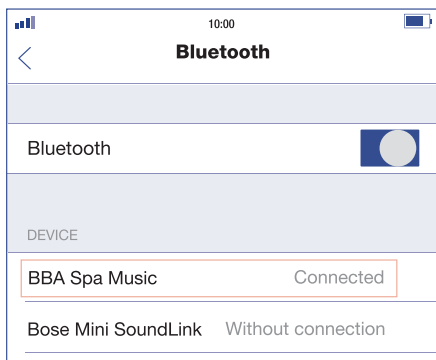 10:00
Bluetooth
Bluetooth
DEVICE
BBA Spa Music Connected
Bose Mini SoundLink Without connection